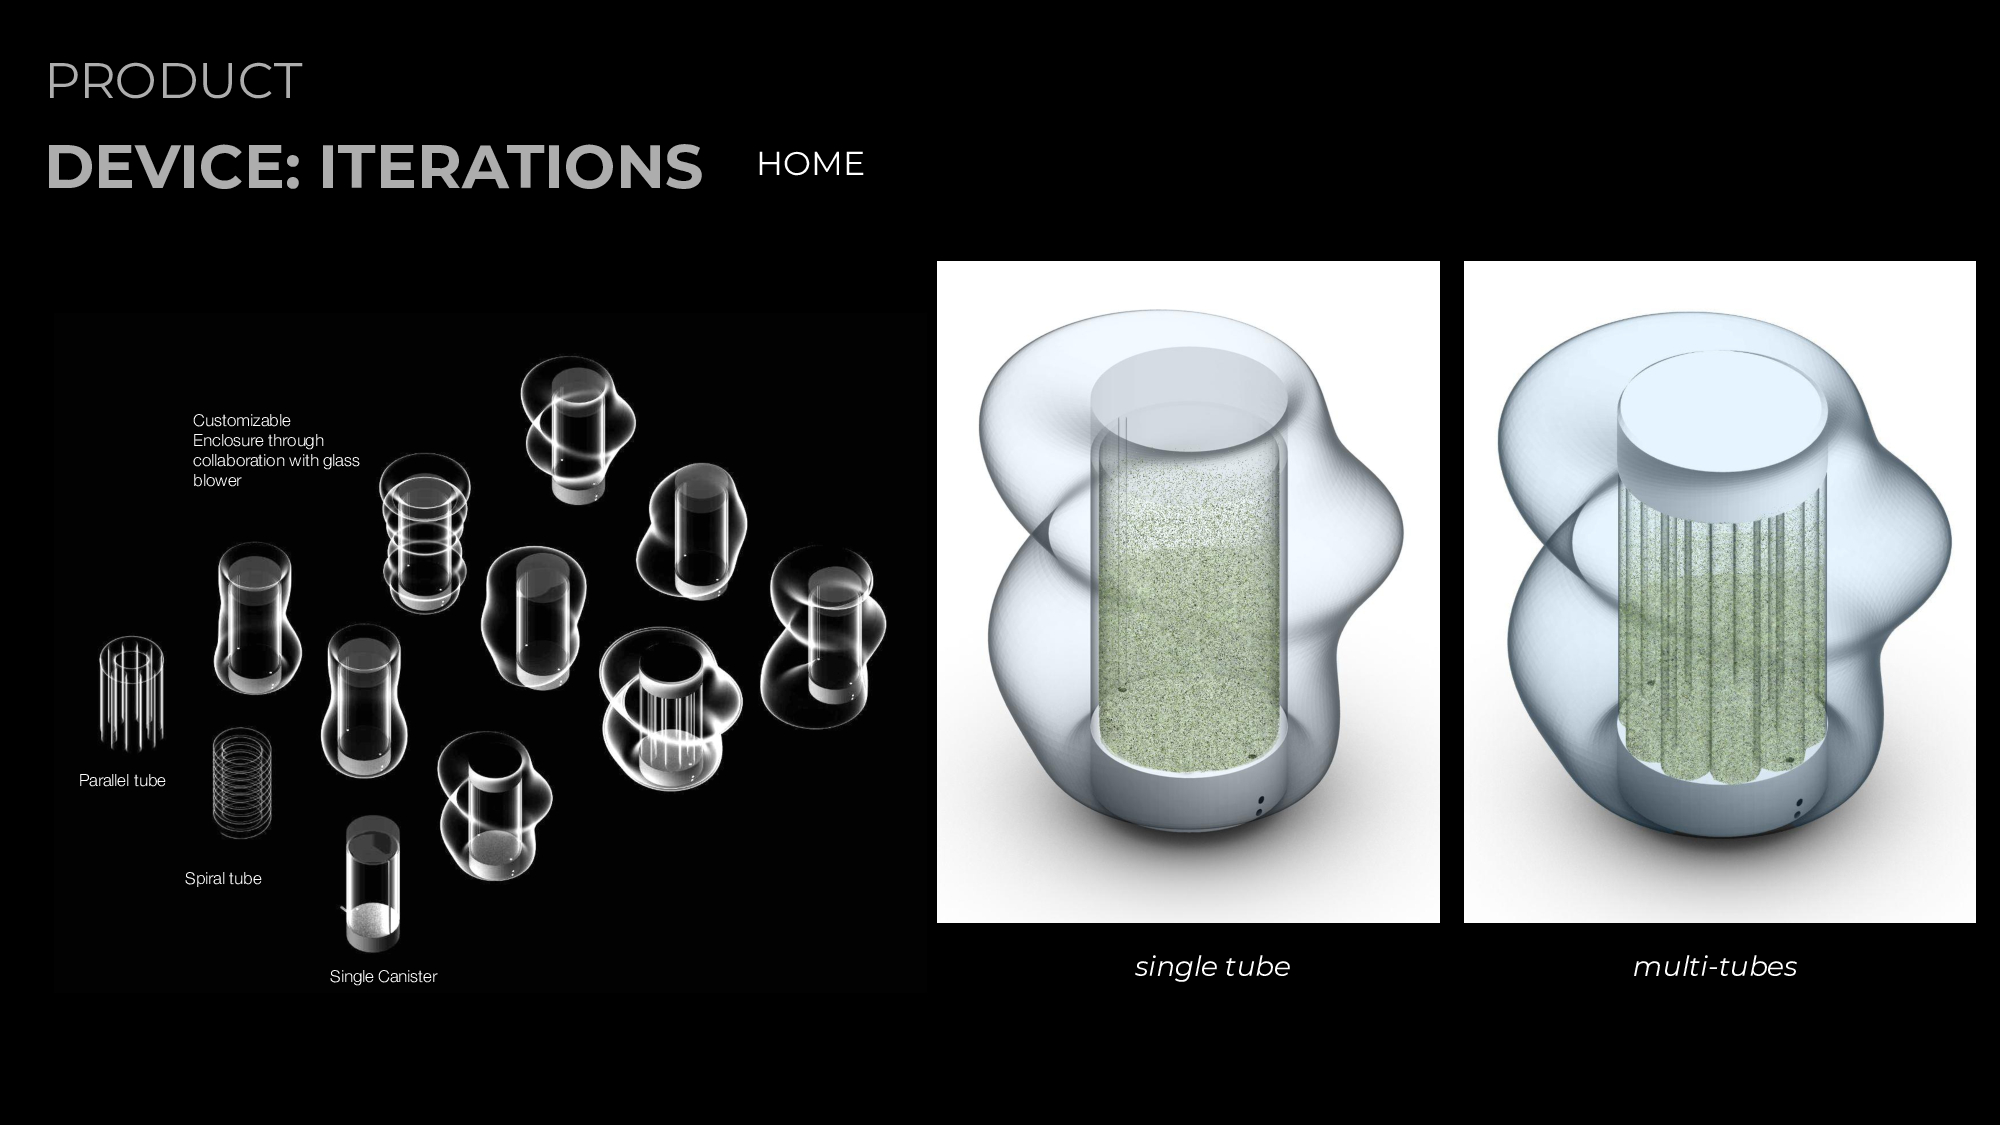 PRODUCT
DEVICE: ITERATIONS
HOME
Customizable
Enclosure through
collaboration with glass
blower
Parallel tube
Spiral tube
Single Canister
single tube
multi-tubes